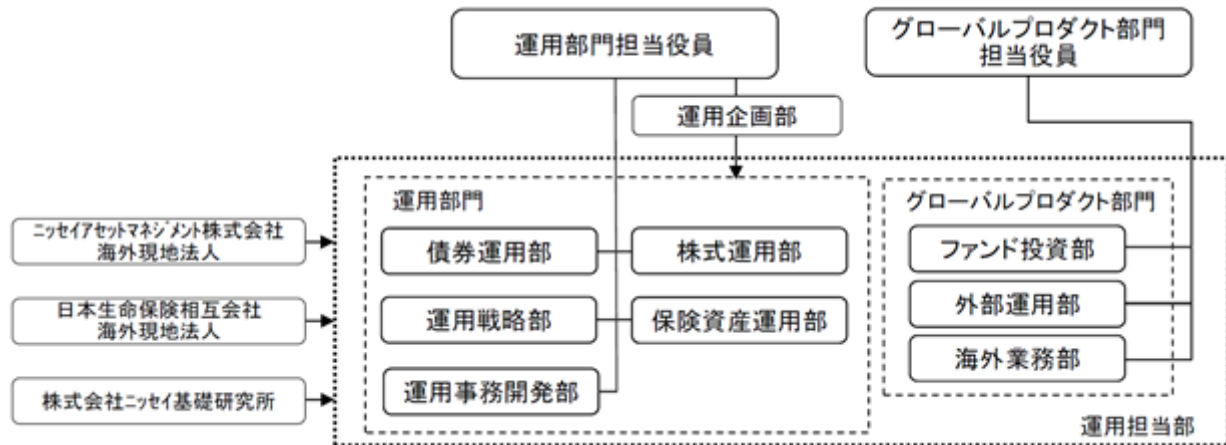 運用部門担当役員
グローバルプロダクト部門
担当役員
運用企画部
運用部門
債券運用部
株式運用部
運用戦略部
保険資産運用部
運用事務開発部
グローバルプロダクト部門
ファンド投資部
外部運用部
海外業務部
運用担当部
ニッセイアセットマネジメント株式会社
海外現地法人
日本生命保険相互会社
海外現地法人
株式会社ニッセイ基礎研究所